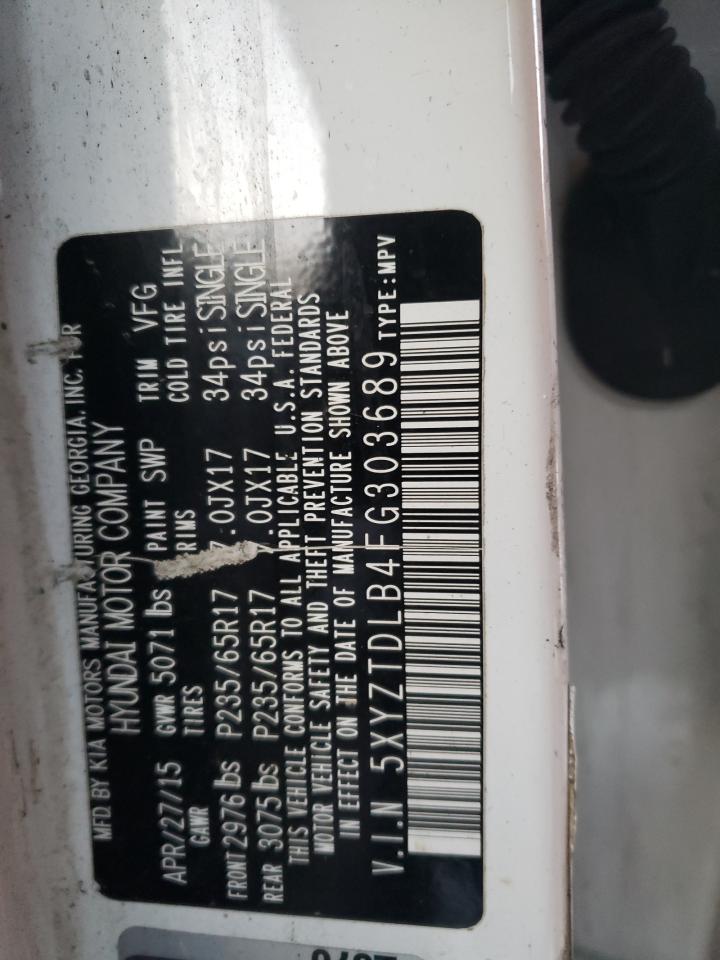 MFD. BY KIA MOTORS MANUFACTURING GEORGIA. INC. FOR
HYUNDAI MOTOR COMPANY
APR/27/15 GVWR 5071 lbs PAINT SWP TRIM VFG
GAWR TIRES RIMS COLD TIRE INFL
FRONT 2976 lbs P235/65R17 7.0JX17 34psi SINGLE
REAR 3075 lbs P235/65R17 7.0JX17 34psi SINGLE
THIS VEHICLE CONFORMS TO ALL APPLICABLE U.S.A. FEDERAL
MOTOR VEHICLE SAFETY AND THEFT PREVENTION STANDARDS
IN EFFECT ON THE DATE OF MANUFACTURE SHOWN ABOVE
V.I.N 5XYZTDLB4FG303689 TYPE:MPV